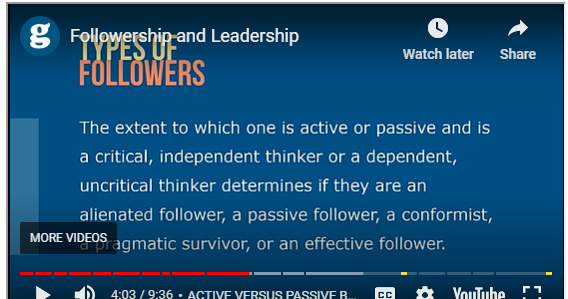 g
Followership and Leadership
Watch later
Share
TYPES OF
FOLLOWERS
The extent to which one is active or passive and is
a critical, independent thinker or a dependent,
uncritical thinker determines if they are an
alienated follower, a passive follower, a conformist,
a pragmatic survivor, or an effective follower.
MORE VIDEOS
4:03 / 9:36 • ACTIVE VERSUS PASSIVE B...
CC
YouTube